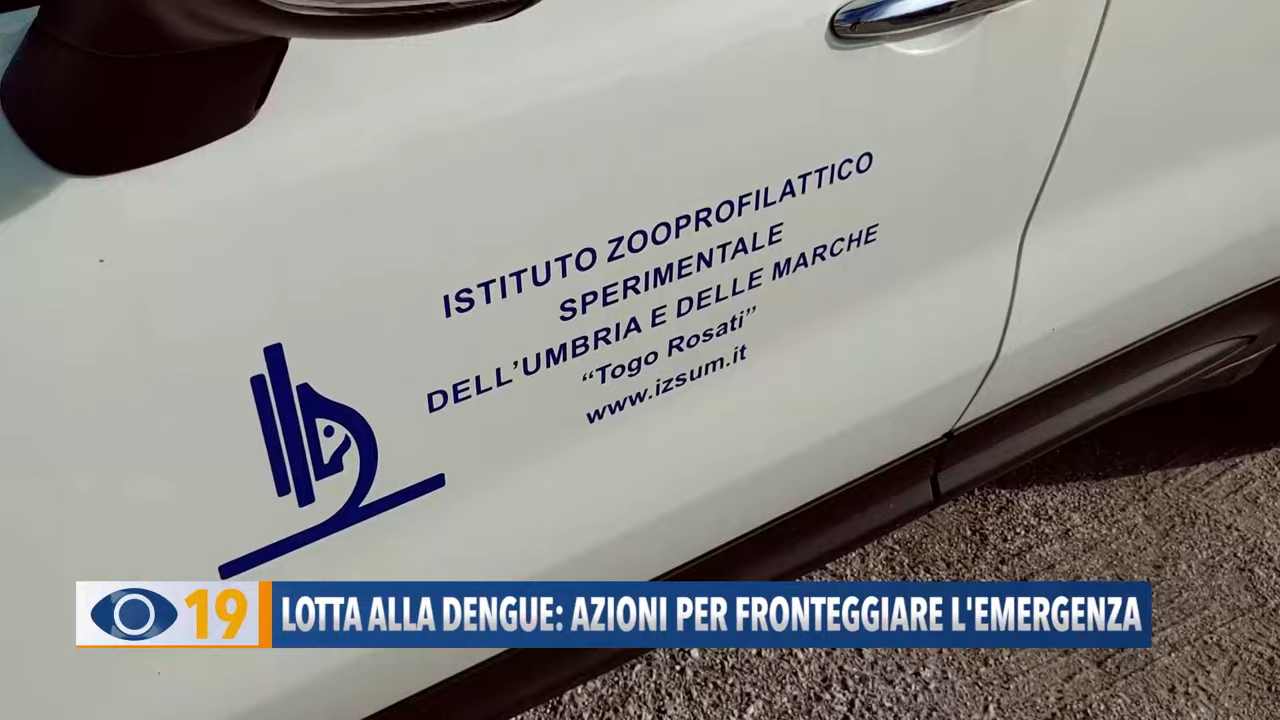 ISTITUTO ZOOPROFILATTICO
SPERIMENTALE
DELL'UMBRIA E DELLE MARCHE
“Togo Rosati”
www.izsum.it
19
LOTTA ALLA DENGUE: AZIONI PER FRONTEGGIARE L'EMERGENZA